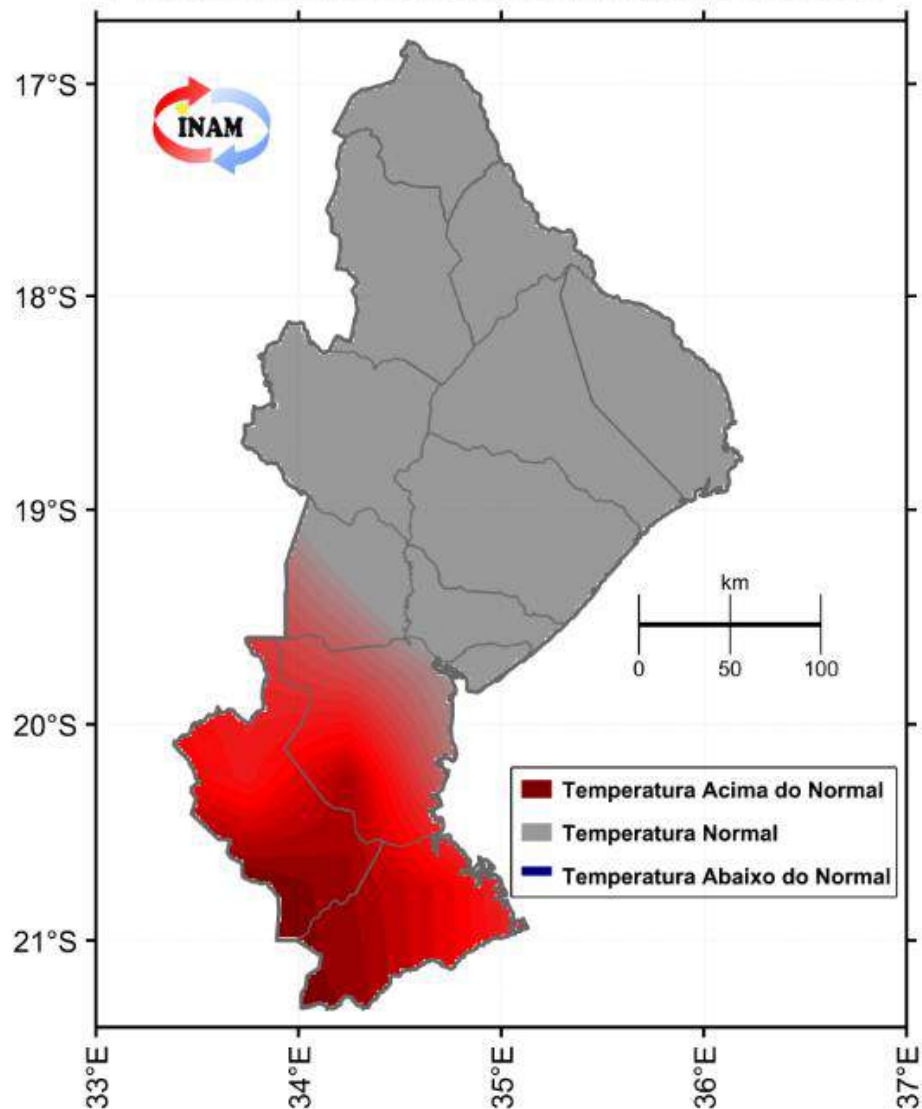 17°S
INAM
18°S
19°S
km
0 50 100
20°S
Temperatura Acima do Normal
Temperatura Normal
Temperatura Abaixo do Normal
21°S
33°E
34°E
35°E
36°E
37°E